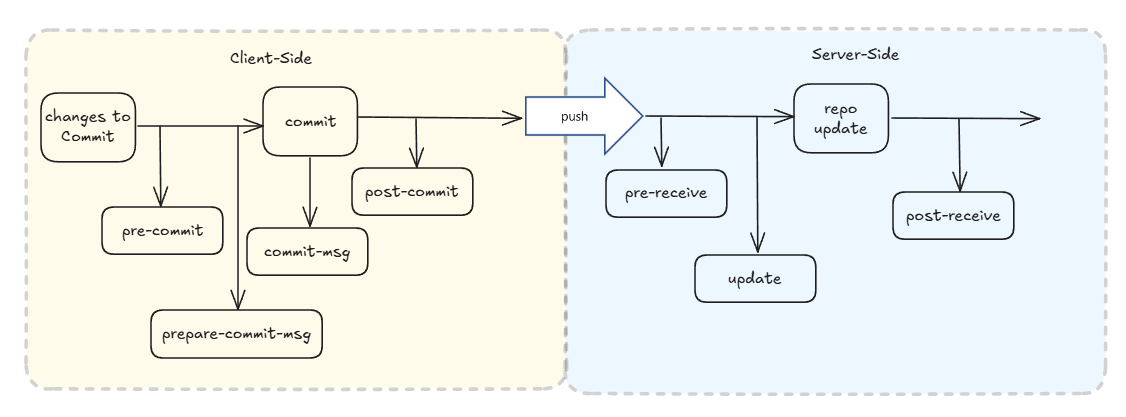 Client-Side
changes to
Commit
commit
post-commit
pre-commit
commit-msg
prepare-commit-msg
push
Server-Side
repo
update
pre-receive
post-receive
update